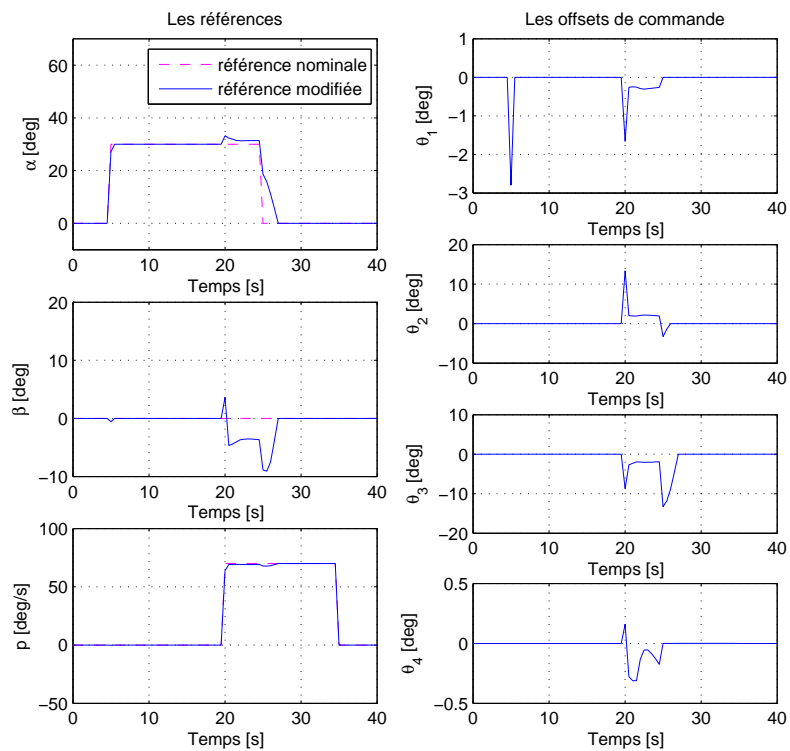 Les références
référence nominale
référence modifiée
60
40
20
0
α [deg]
0 10 20 30 40
Temps [s]
20
10
0
−10
β [deg]
0 10 20 30 40
Temps [s]
100
50
0
−50
p [deg/s]
0 10 20 30 40
Temps [s]
Les offsets de commande
1
0
−1
−2
−3
θ1 [deg]
0 10 20 30 40
Temps [s]
20
10
0
−10
θ2 [deg]
0 10 20 30 40
Temps [s]
10
0
−10
−20
θ3 [deg]
0 10 20 30 40
Temps [s]
0.5
0
−0.5
θ4 [deg]
0 10 20 30 40
Temps [s]